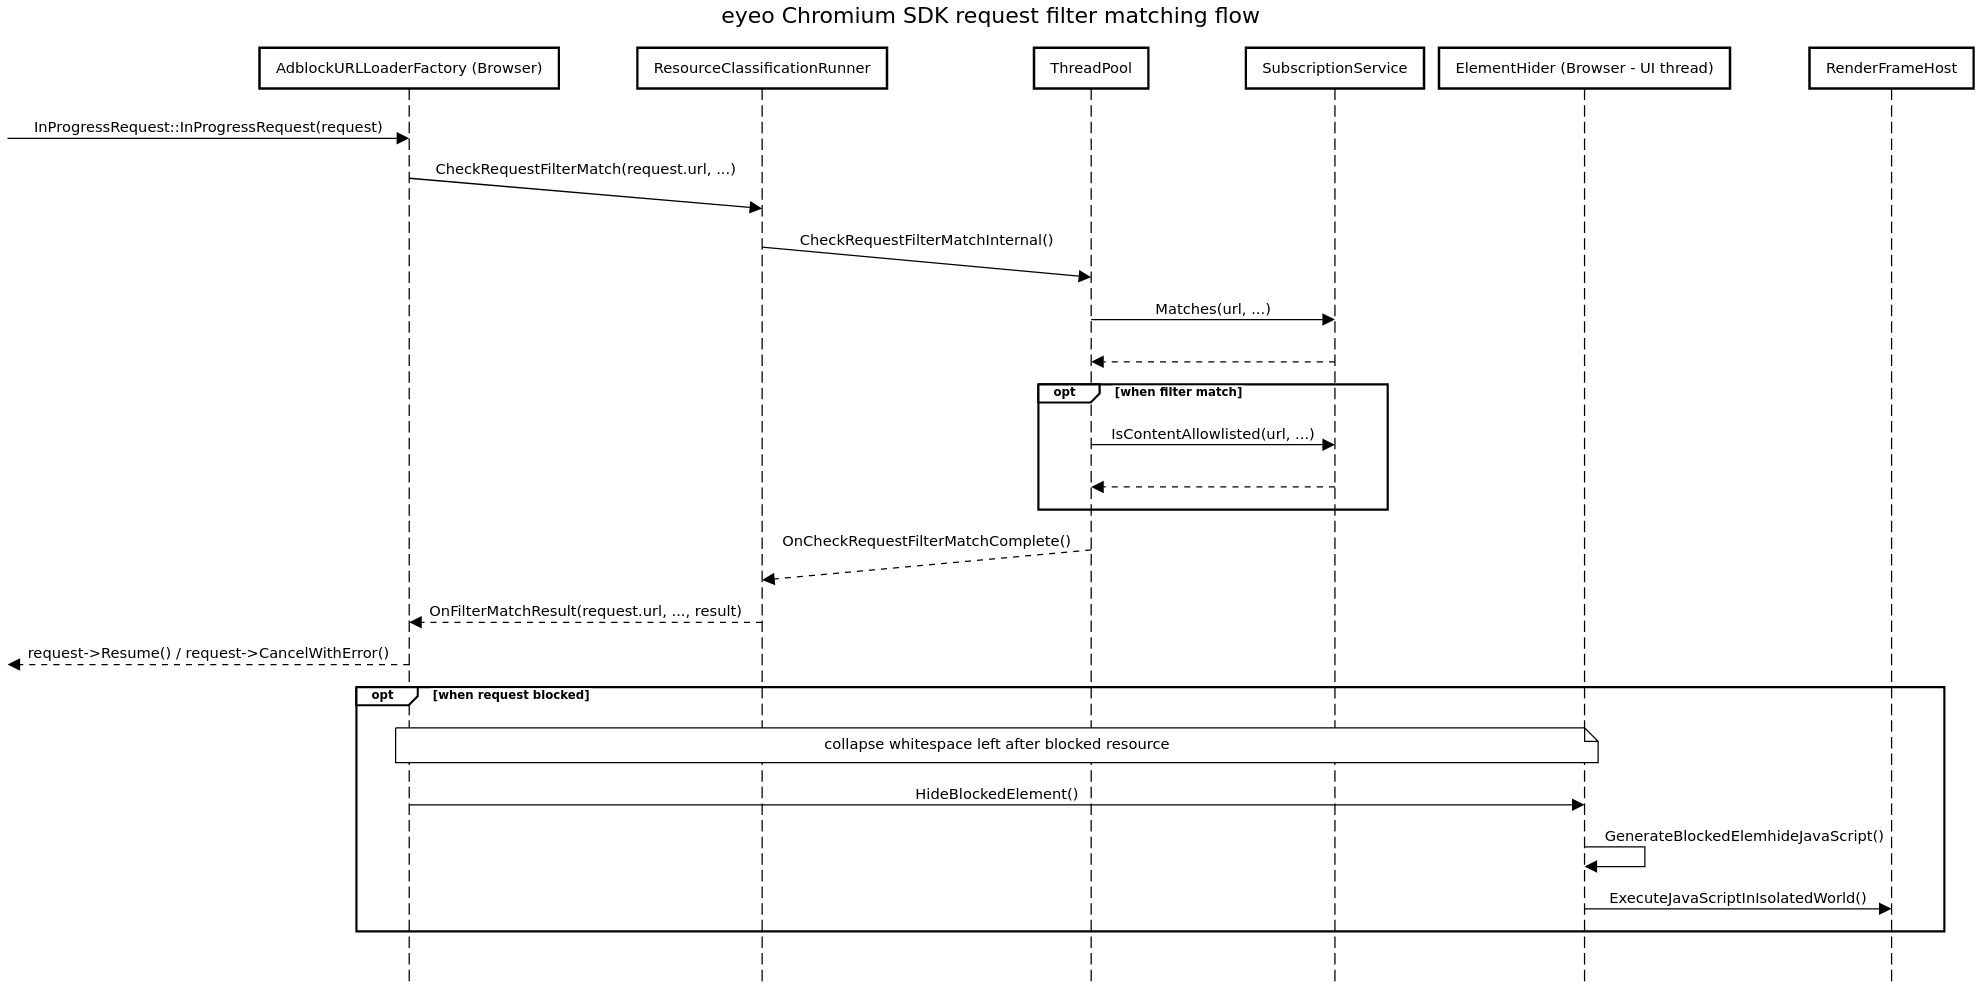 eyeo Chromium SDK request filter matching flow
AdblockURLLoaderFactory (Browser)
ResourceClassificationRunner
ThreadPool
SubscriptionService
ElementHider (Browser - UI thread)
RenderFrameHost
InProgressRequest::InProgressRequest(request)
CheckRequestFilterMatch(request.url, ...)
CheckRequestFilterMatchInternal()
Matches(url, ...)
opt
[when filter match]
IsContentAllowlisted(url, ...)
OnCheckRequestFilterMatchComplete()
OnFilterMatchResult(request.url, ..., result)
request->Resume() / request->CancelWithError()
opt
[when request blocked]
collapse whitespace left after blocked resource
HideBlockedElement()
GenerateBlockedElemhideJavaScript()
ExecuteJavaScriptInIsolatedWorld()